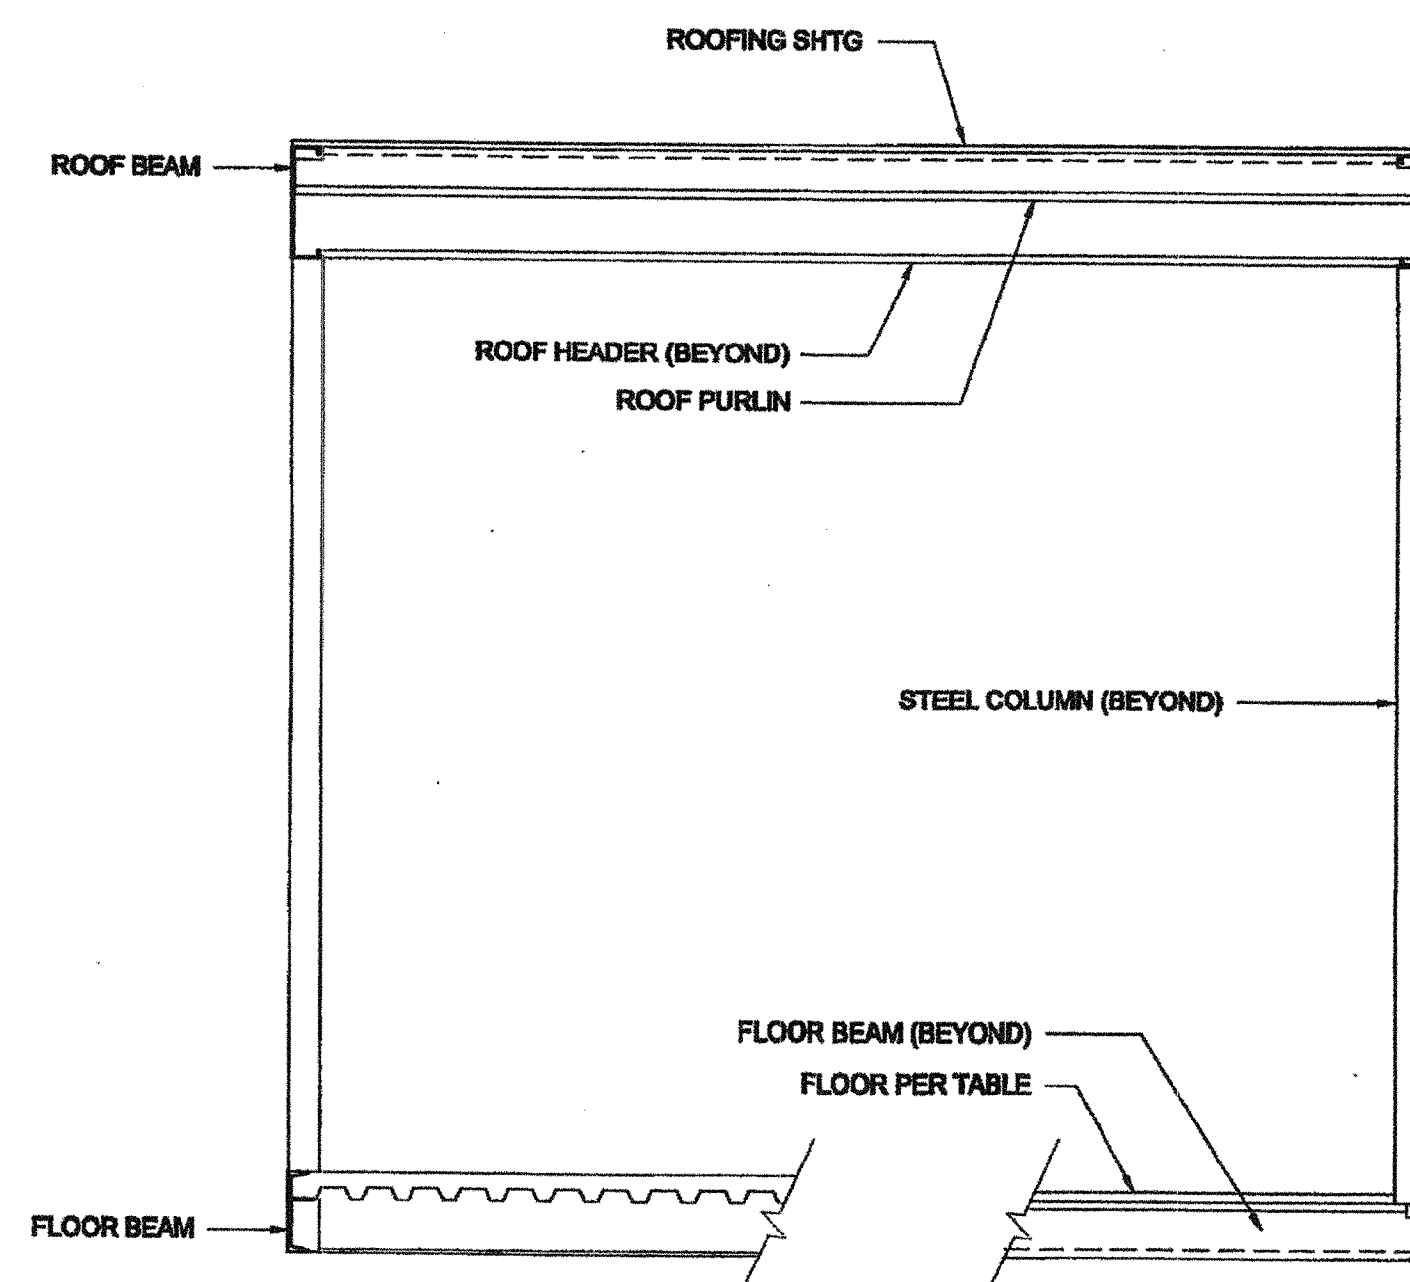 ROOFING SHTG
ROOF BEAM
ROOF HEADER (BEYOND)
ROOF PURLIN
STEEL COLUMN (BEYOND)
FLOOR BEAM (BEYOND)
FLOOR PER TABLE
FLOOR BEAM